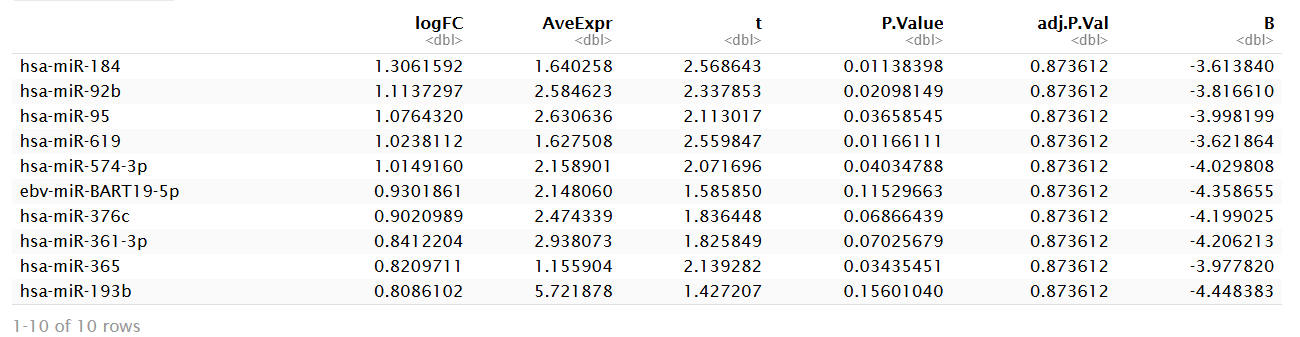 logFC AveExpr t P.Value adj.P.Val B
<dbl> <dbl> <dbl> <dbl> <dbl> <dbl>
hsa-miR-184 1.3061592 1.640258 2.568643 0.01138398 0.873612 -3.613840
hsa-miR-92b 1.1137297 2.584623 2.337853 0.02098149 0.873612 -3.816610
hsa-miR-95 1.0764320 2.630636 2.113017 0.03658545 0.873612 -3.998199
hsa-miR-619 1.0238112 1.627508 2.559847 0.01166111 0.873612 -3.621864
hsa-miR-574-3p 1.0149160 2.158901 2.071696 0.04034788 0.873612 -4.029808
ebv-miR-BART19-5p 0.9301861 2.148060 1.585850 0.11529663 0.873612 -4.358655
hsa-miR-376c 0.9020989 2.474339 1.836448 0.06866439 0.873612 -4.199025
hsa-miR-361-3p 0.8412204 2.938073 1.825849 0.07025679 0.873612 -4.206213
hsa-miR-365 0.8209711 1.155904 2.139282 0.03435451 0.873612 -3.977820
hsa-miR-193b 0.8086102 5.721878 1.427207 0.15601040 0.873612 -4.448383
1-10 of 10 rows